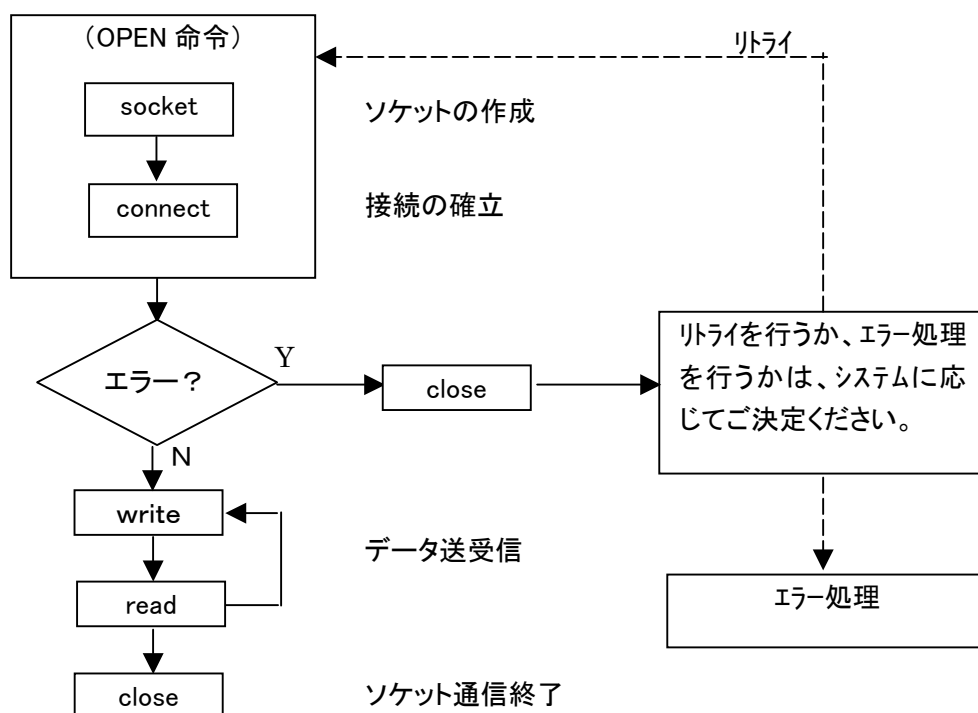 (OPEN 命令)
リトライ
socket
ソケットの作成
connect
接続の確立
エラー?
Y
close
リトライを行うか、エラー処理
を行うかは、システムに応
じてご決定ください。
N
write
データ送受信
read
エラー処理
close
ソケット通信終了